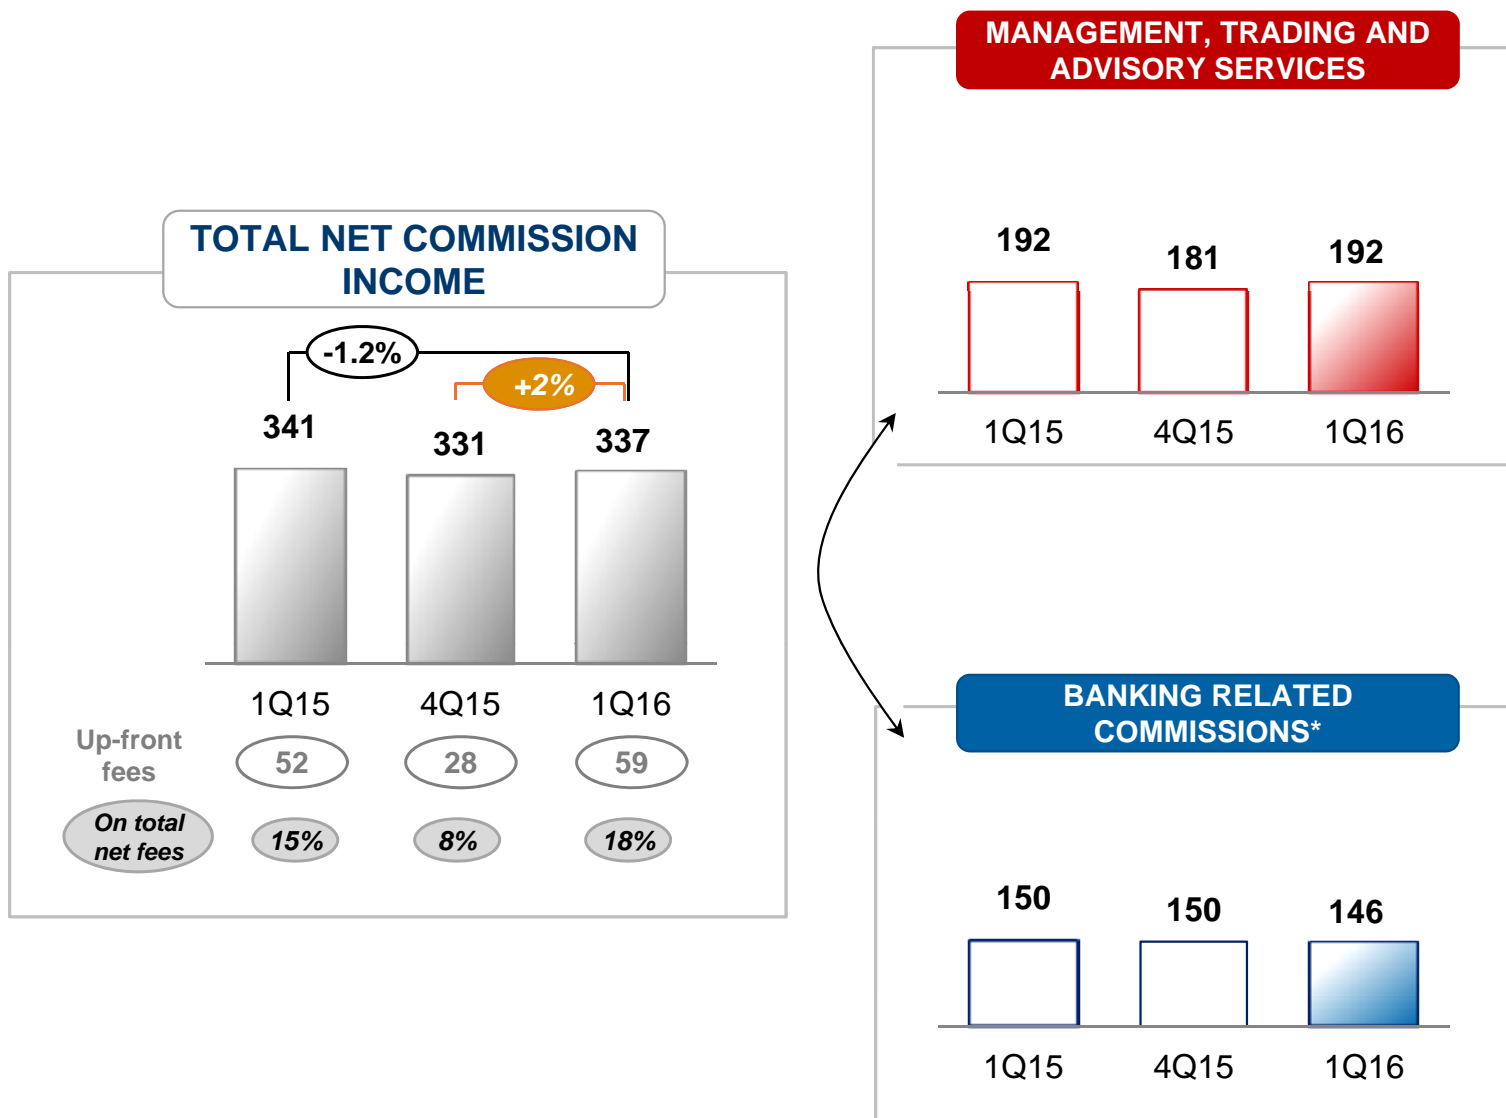 TOTAL NET COMMISSION
INCOME
-1.2%
+2%
341
331
337
1Q15
4Q15
1Q16
Up-front
fees
52
28
59
On total
net fees
15%
8%
18%
MANAGEMENT, TRADING AND
ADVISORY SERVICES
192
181
192
1Q15
4Q15
1Q16
BANKING RELATED
COMMISSIONS*
150
150
146
1Q15
4Q15
1Q16